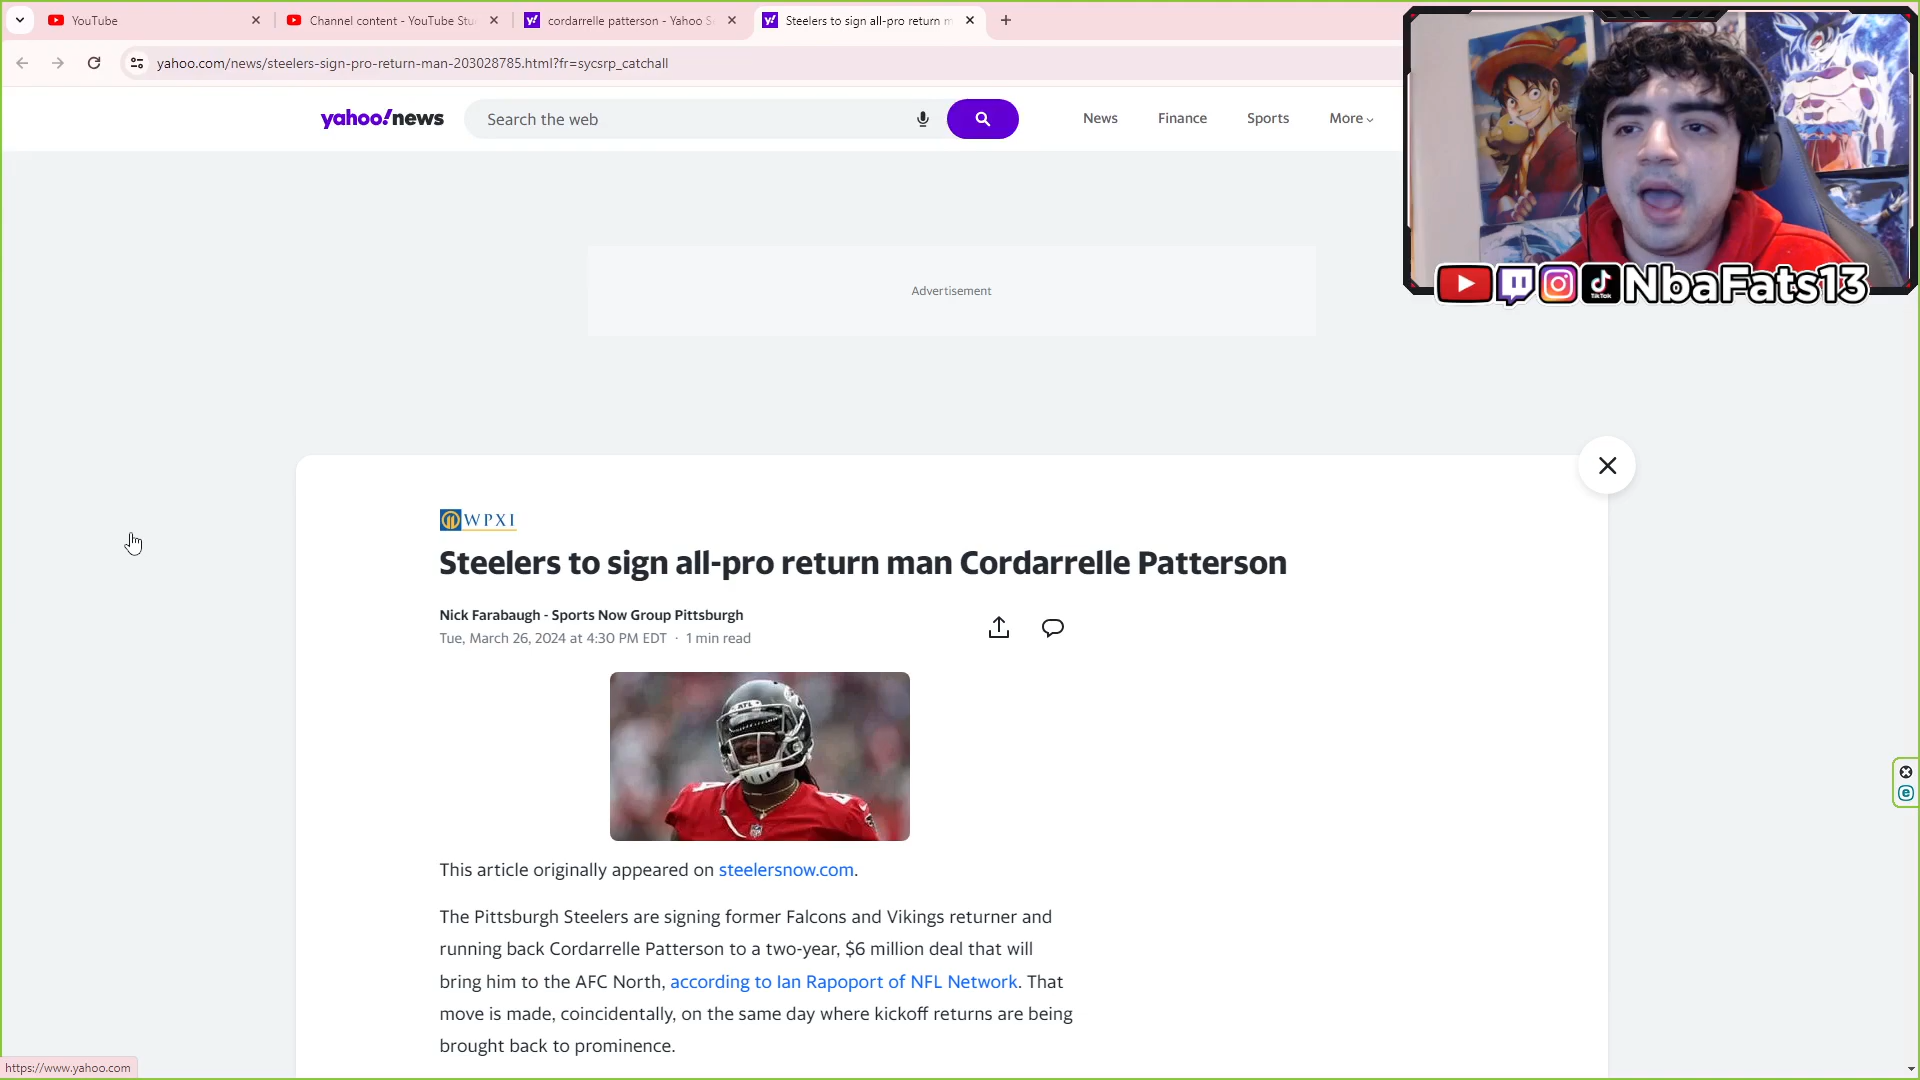 YouTube
Channel content - YouTube Stu
cordarrelle patterson - Yahoo S
Steelers to sign all-pro return m
yahoo.com/news/steelers-sign-pro-return-man-203028785.html?fr=sycsrp_catchall
yahoo!news
Search the web
News
Finance
Sports
More
NbaFats13
TikTok
Advertisement
WPXI
Steelers to sign all-pro return man Cordarrelle Patterson
Nick Farabaugh - Sports Now Group Pittsburgh
Tue, March 26, 2024 at 4:30 PM EDT · 1 min read
ATL
This article originally appeared on steelersnow.com.
The Pittsburgh Steelers are signing former Falcons and Vikings returner and
running back Cordarrelle Patterson to a two-year, $6 million deal that will
bring him to the AFC North, according to Ian Rapoport of NFL Network. That
move is made, coincidentally, on the same day where kickoff returns are being
brought back to prominence.
https://www.yahoo.com